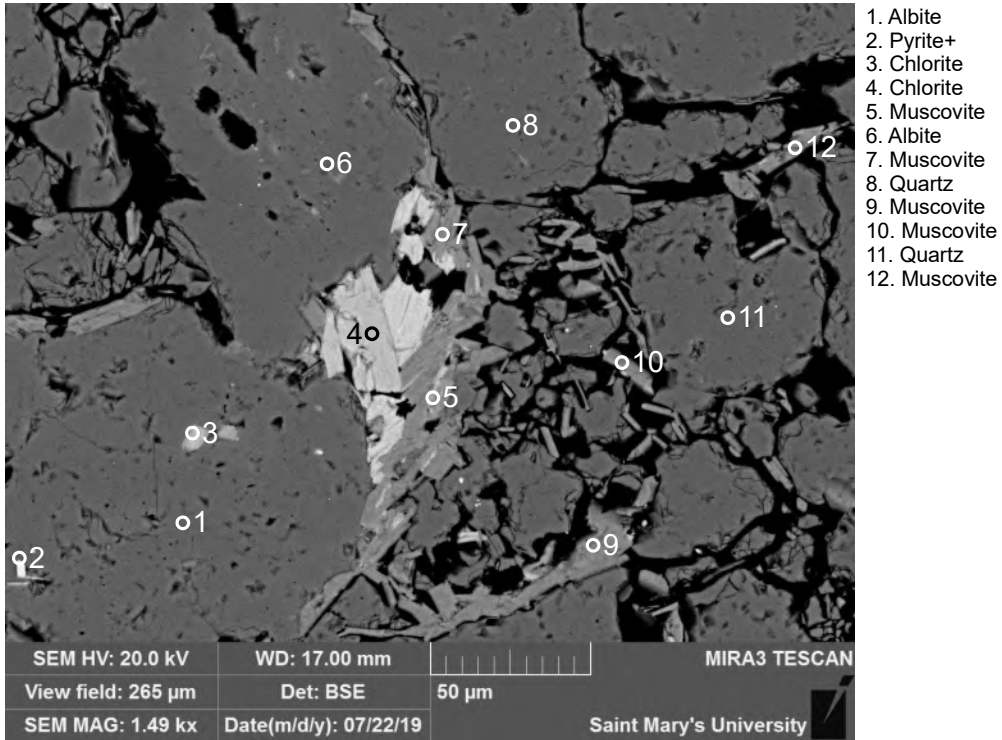 1. Albite
2. Pyrite+
3. Chlorite
4. Chlorite
5. Muscovite
6. Albite
7. Muscovite
8. Quartz
9. Muscovite
10. Muscovite
11. Quartz
12. Muscovite
8
12
6
7
4
11
10
5
3
1
2
9
SEM HV: 20.0 kV WD: 17.00 mm MIRA3 TESCAN
View field: 265 µm Det: BSE 50 µm
SEM MAG: 1.49 kx Date(m/d/y): 07/22/19 Saint Mary's University